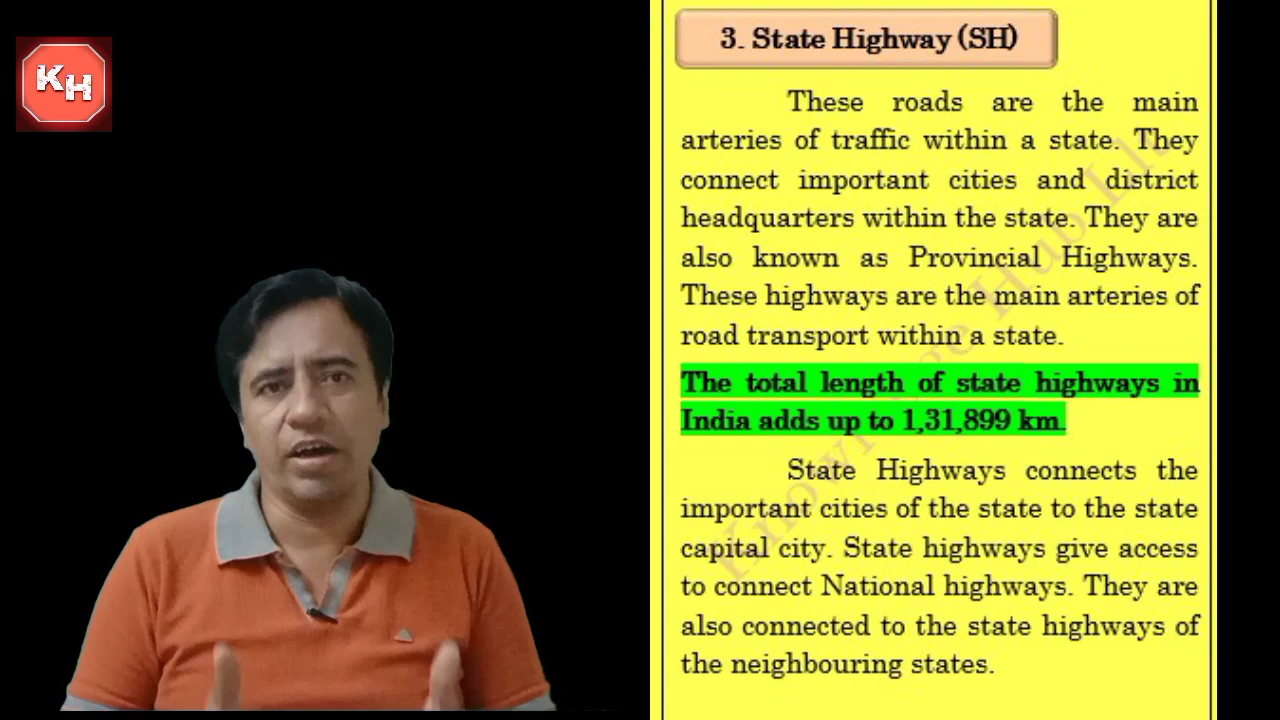 KH
3. State Highway (SH)
These roads are the main
arteries of traffic within a state. They
connect important cities and district
headquarters within the state. They are
also known as Provincial Highways.
These highways are the main arteries of
road transport within a state.
The total length of state highways in
India adds up to 1,31,899 km.
State Highways connects the
important cities of the state to the state
capital city. State highways give access
to connect National highways. They are
also connected to the state highways of
the neighbouring states.